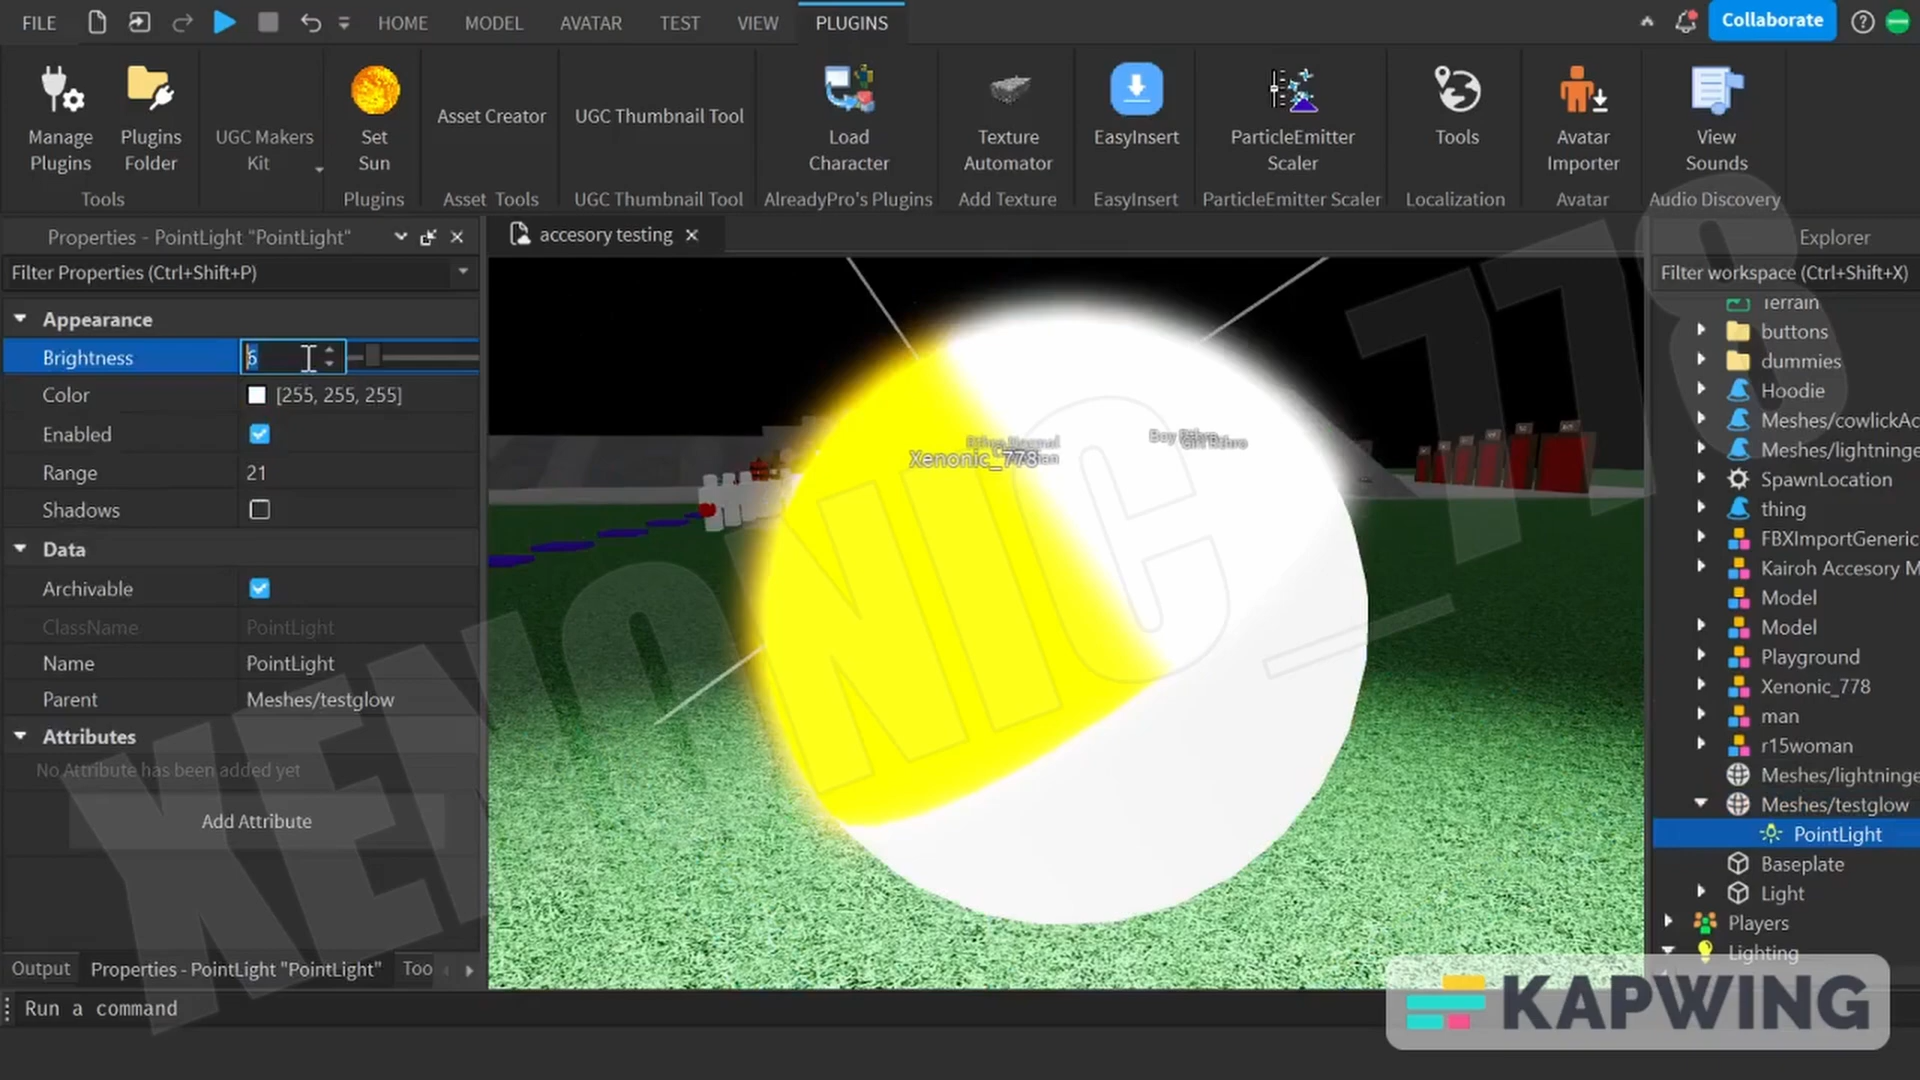 FILE HOME MODEL AVATAR TEST VIEW PLUGINS Collaborate
Manage Plugins
Plugins Folder
UGC Makers Kit
Set Sun
Asset Creator
UGC Thumbnail Tool
Load Character
Texture Automator
EasyInsert
ParticleEmitter Scaler
Tools
Avatar Importer
View Sounds
Tools Plugins Asset Tools UGC Thumbnail Tool AlreadyPro's Plugins Add Texture EasyInsert ParticleEmitter Scaler Localization Avatar Audio Discovery
Properties - PointLight "PointLight"
Filter Properties (Ctrl+Shift+P)
Appearance
Brightness 6
Color [255, 255, 255]
Enabled
Range 21
Shadows
Data
Archivable
ClassName PointLight
Name PointLight
Parent Meshes/testglow
Attributes
No Attribute has been added yet
Add Attribute
Output Properties - PointLight "PointLight" Too
Run a command
accesory testing
Xenonic_778
XENONIC_778
Explorer
Filter workspace (Ctrl+Shift+X)
Terrain
buttons
dummies
Hoodie
Meshes/cowlickAc
Meshes/lightninge
SpawnLocation
thing
FBXImportGeneric
Kairoh Accesory M
Model
Model
Playground
Xenonic_778
man
r15woman
Meshes/lightninge
Meshes/testglow
PointLight
Baseplate
Light
Players
Lighting
KAPWING